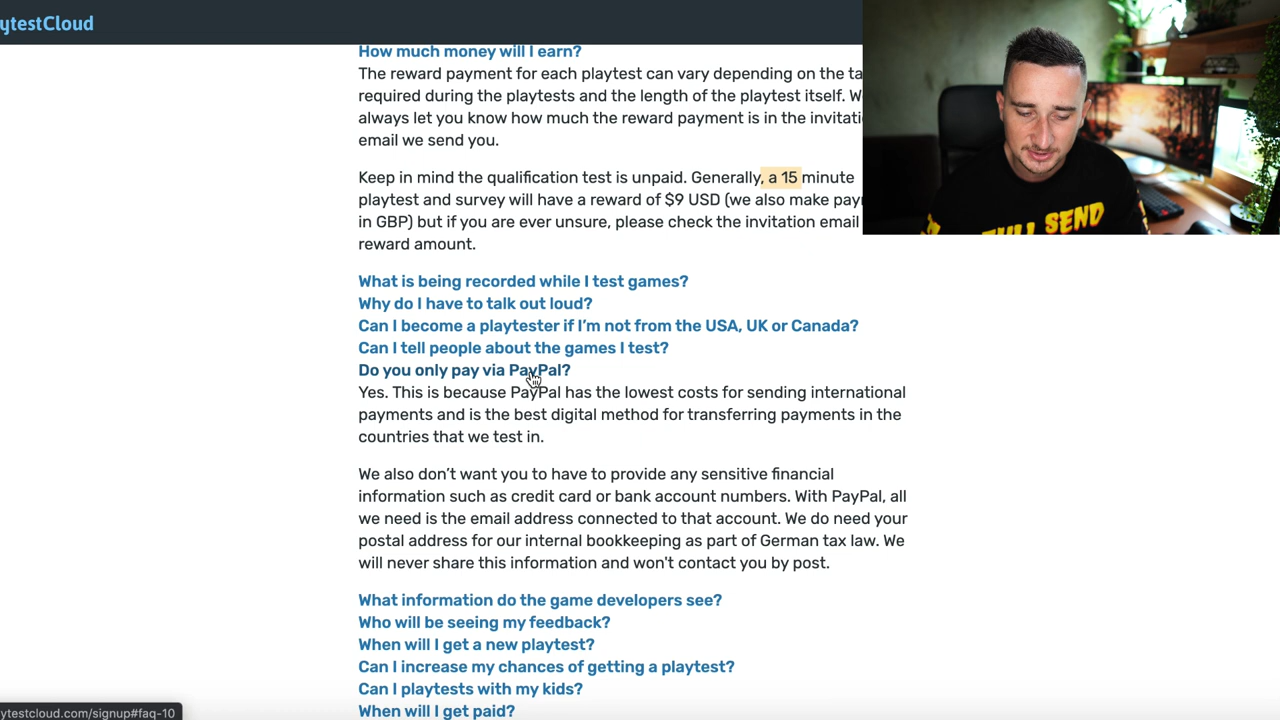 ytestCloud
How much money will I earn?
The reward payment for each playtest can vary depending on the ta
required during the playtests and the length of the playtest itself. W
always let you know how much the reward payment is in the invitati
email we send you.
Keep in mind the qualification test is unpaid. Generally, a 15 minute
playtest and survey will have a reward of $9 USD (we also make pay
in GBP) but if you are ever unsure, please check the invitation email
reward amount.
What is being recorded while I test games?
Why do I have to talk out loud?
Can I become a playtester if I'm not from the USA, UK or Canada?
Can I tell people about the games I test?
Do you only pay via PayPal?
Yes. This is because PayPal has the lowest costs for sending international
payments and is the best digital method for transferring payments in the
countries that we test in.
We also don't want you to have to provide any sensitive financial
information such as credit card or bank account numbers. With PayPal, all
we need is the email address connected to that account. We do need your
postal address for our internal bookkeeping as part of German tax law. We
will never share this information and won't contact you by post.
What information do the game developers see?
Who will be seeing my feedback?
When will I get a new playtest?
Can I increase my chances of getting a playtest?
Can I playtests with my kids?
When will I get paid?
ytestcloud.com/signup#faq-10
FULL SEND